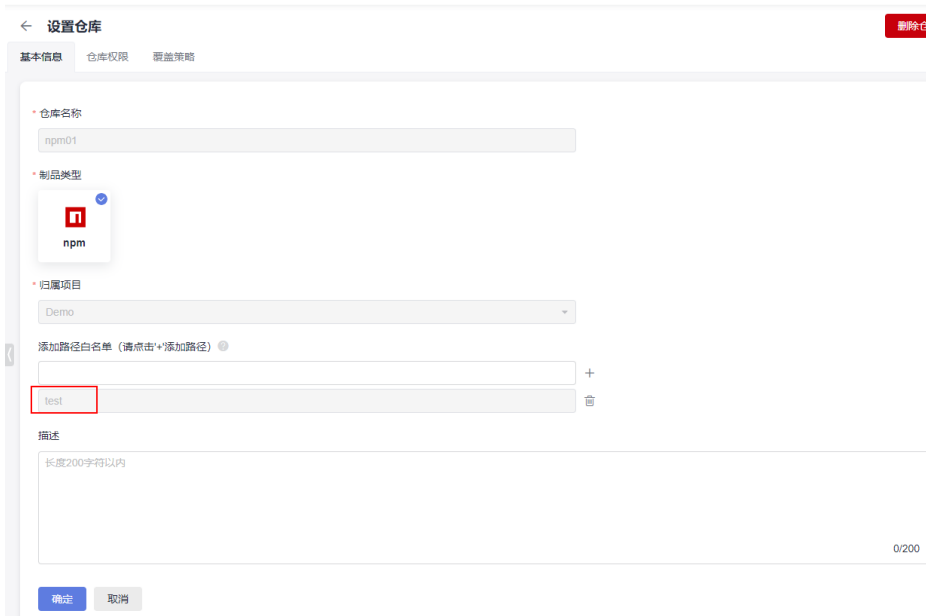 ← 设置仓库
删除仓
基本信息 仓库权限 覆盖策略
* 仓库名称
npm01
* 制品类型
npm
* 归属项目
Demo
添加路径白名单（请点击'+'添加路径） ?
+
test
描述
长度200字符以内
0/200
确定 取消